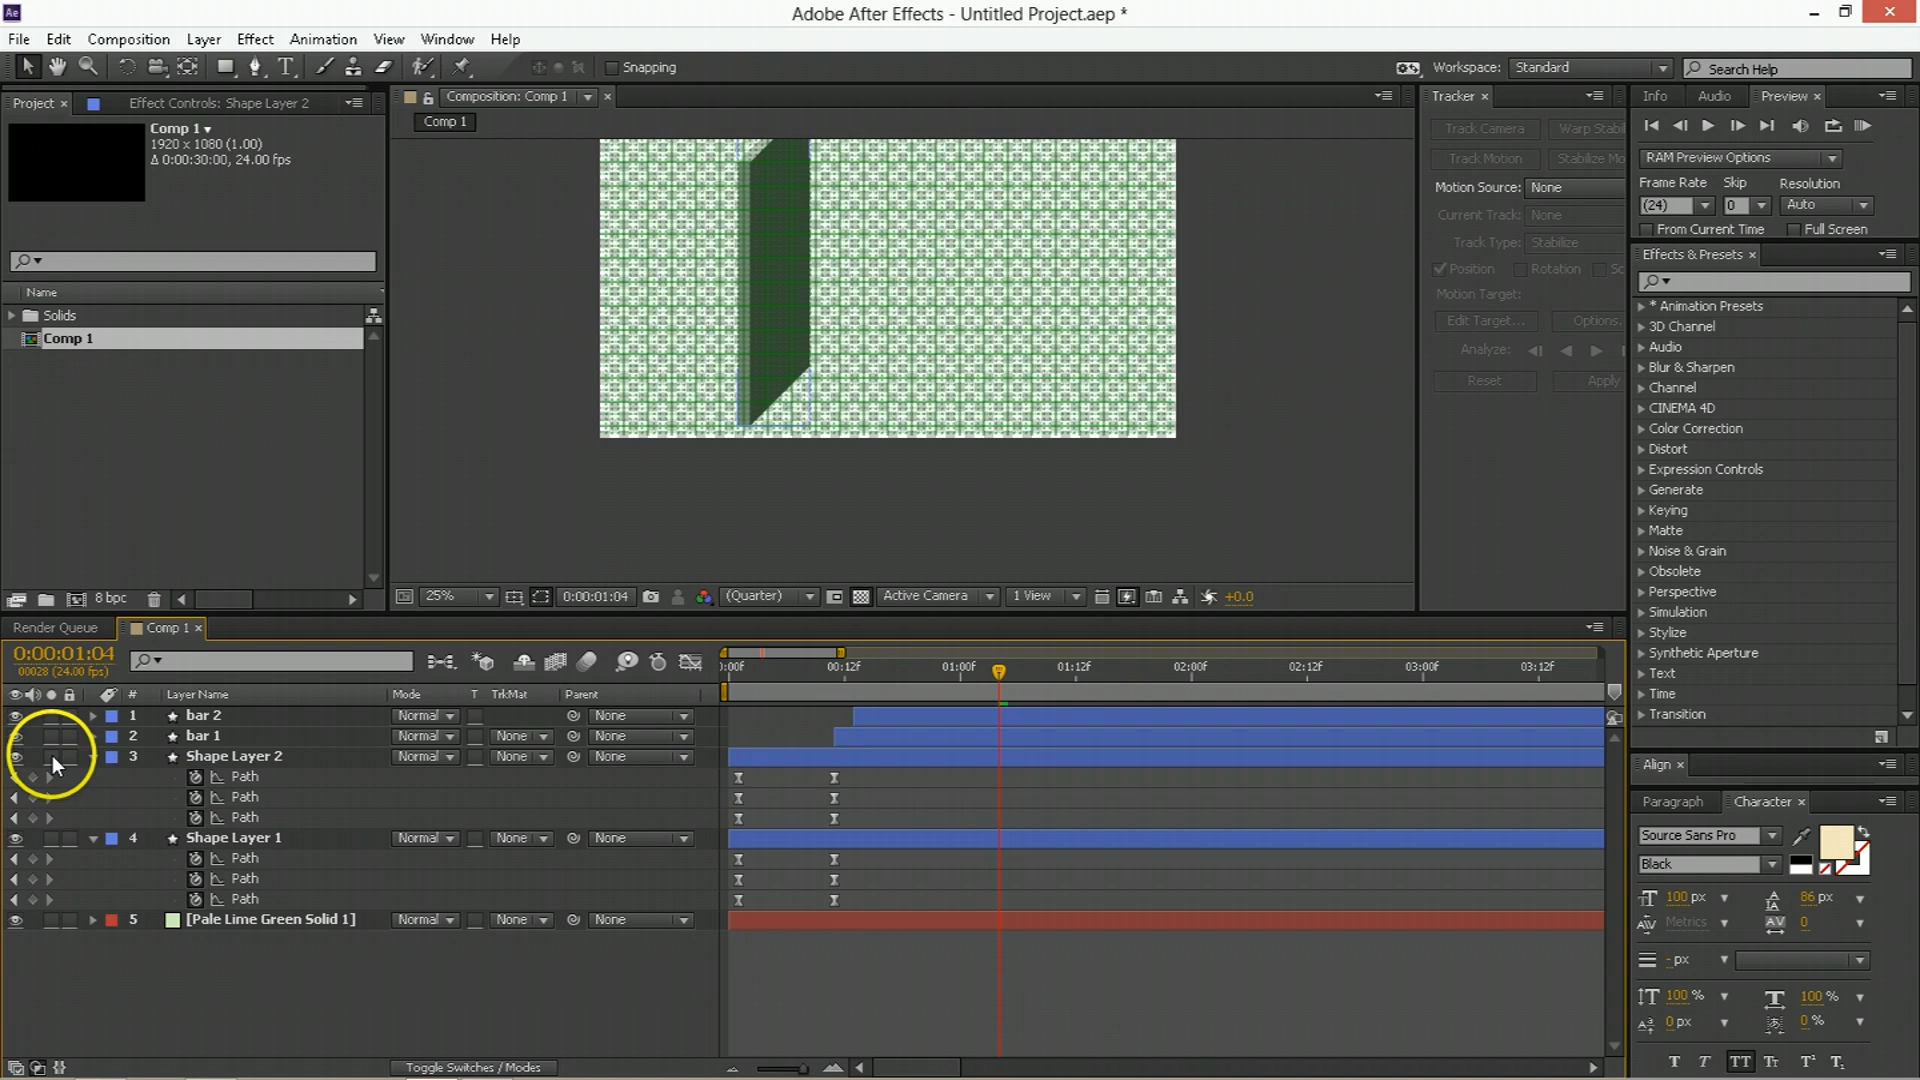 Ae
Adobe After Effects - Untitled Project.aep *
File Edit Composition Layer Effect Animation View Window Help
Snapping
Workspace: Standard
Search Help
Project × Effect Controls: Shape Layer 2
Comp 1
1920 x 1080 (1.00)
Δ 0:00:30:00, 24.00 fps
Name
Solids
Comp 1
8 bpc
Composition: Comp 1 ×
Comp 1
25%
0:00:01:04
(Quarter)
Active Camera
1 View
+0.0
Tracker ×
Track Camera Warp Stabil
Track Motion Stabilize Mo
Motion Source: None
Current Track: None
Track Type: Stabilize
Position Rotation Sc
Motion Target:
Edit Target... Options.
Analyze:
Reset Apply
Info Audio Preview ×
RAM Preview Options
Frame Rate Skip Resolution
(24) 0 Auto
From Current Time Full Screen
Effects & Presets ×
* Animation Presets
3D Channel
Audio
Blur & Sharpen
Channel
CINEMA 4D
Color Correction
Distort
Expression Controls
Generate
Keying
Matte
Noise & Grain
Obsolete
Perspective
Simulation
Stylize
Synthetic Aperture
Text
Time
Transition
Align ×
Paragraph Character ×
Source Sans Pro
Black
100 px 86 px
Metrics 0
- px
100 % 100 %
0 px 0 %
T T TT Tt T¹ T₁
Render Queue Comp 1 ×
0:00:01:04
00028 (24.00 fps)
):00f 00:12f 01:00f 01:12f 02:00f 02:12f 03:00f 03:12f
# Layer Name Mode T TrkMat Parent
1 bar 2 Normal None
2 bar 1 Normal None None
3 Shape Layer 2 Normal None None
Path
Path
Path
4 Shape Layer 1 Normal None None
Path
Path
Path
5 [Pale Lime Green Solid 1] Normal None None
Toggle Switches / Modes